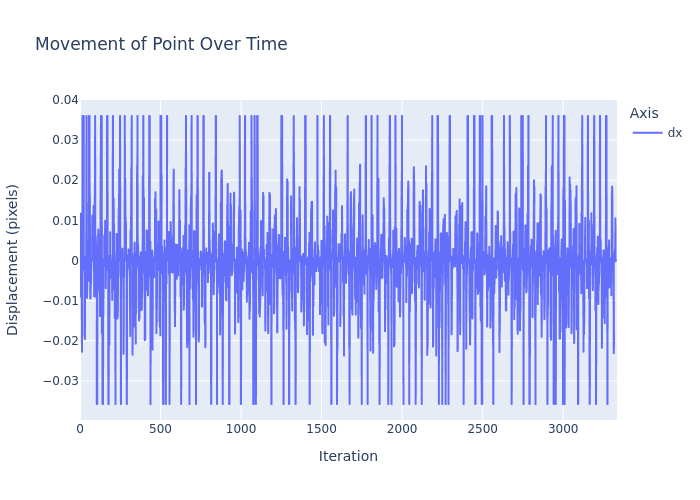 Movement of Point Over Time
Axis
dx
Displacement (pixels)
0.04
0.03
0.02
0.01
0
−0.01
−0.02
−0.03
0 500 1000 1500 2000 2500 3000
Iteration